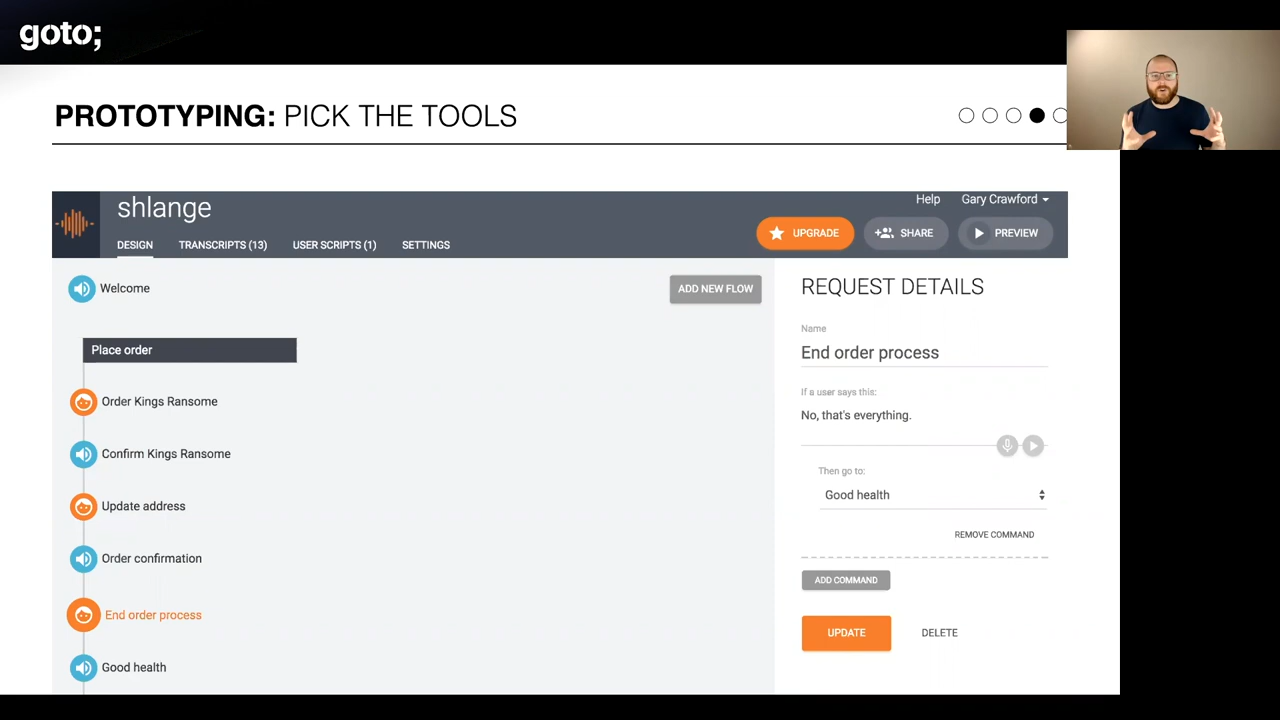 goto;
PROTOTYPING: PICK THE TOOLS
shlange
Help
Gary Crawford
DESIGN
TRANSCRIPTS (13)
USER SCRIPTS (1)
SETTINGS
UPGRADE
SHARE
PREVIEW
Welcome
ADD NEW FLOW
Place order
Order Kings Ransome
Confirm Kings Ransome
Update address
Order confirmation
End order process
Good health
REQUEST DETAILS
Name
End order process
If a user says this:
No, that's everything.
Then go to:
Good health
REMOVE COMMAND
ADD COMMAND
UPDATE
DELETE